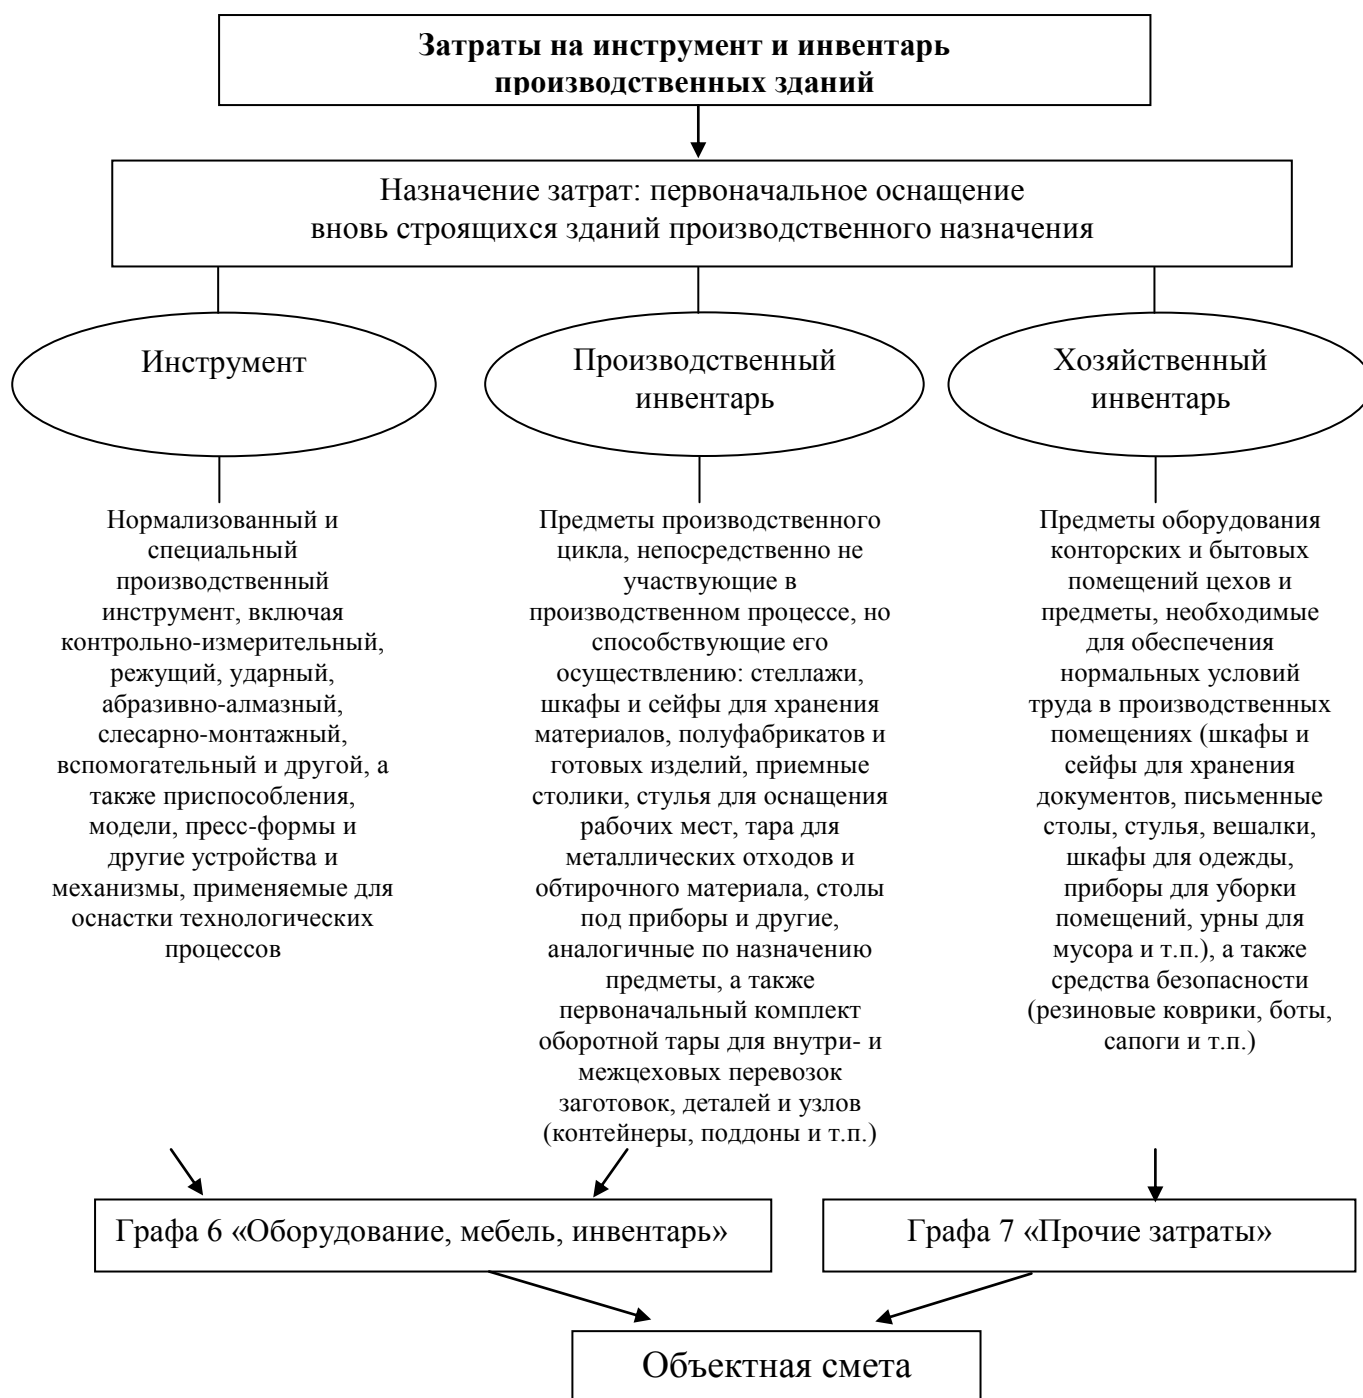 Затраты на инструмент и инвентарь
производственных зданий
Назначение затрат: первоначальное оснащение
вновь строящихся зданий производственного назначения
Инструмент
Производственный
инвентарь
Хозяйственный
инвентарь
Нормализованный и
специальный
производственный
инструмент, включая
контрольно-измерительный,
режущий, ударный,
абразивно-алмазный,
слесарно-монтажный,
вспомогательный и другой, а
также приспособления,
модели, пресс-формы и
другие устройства и
механизмы, применяемые для
оснастки технологических
процессов
Предметы производственного
цикла, непосредственно не
участвующие в
производственном процессе, но
способствующие его
осуществлению: стеллажи,
шкафы и сейфы для хранения
материалов, полуфабрикатов и
готовых изделий, приемные
столики, стулья для оснащения
рабочих мест, тара для
металлических отходов и
обтирочного материала, столы
под приборы и другие,
аналогичные по назначению
предметы, а также
первоначальный комплект
оборотной тары для внутри- и
межцеховых перевозок
заготовок, деталей и узлов
(контейнеры, поддоны и т.п.)
Предметы оборудования
конторских и бытовых
помещений цехов и
предметы, необходимые
для обеспечения
нормальных условий
труда в производственных
помещениях (шкафы и
сейфы для хранения
документов, письменные
столы, стулья, вешалки,
шкафы для одежды,
приборы для уборки
помещений, урны для
мусора и т.п.), а также
средства безопасности
(резиновые коврики, боты,
сапоги и т.п.)
Графа 6 «Оборудование, мебель, инвентарь»
Графа 7 «Прочие затраты»
Объектная смета